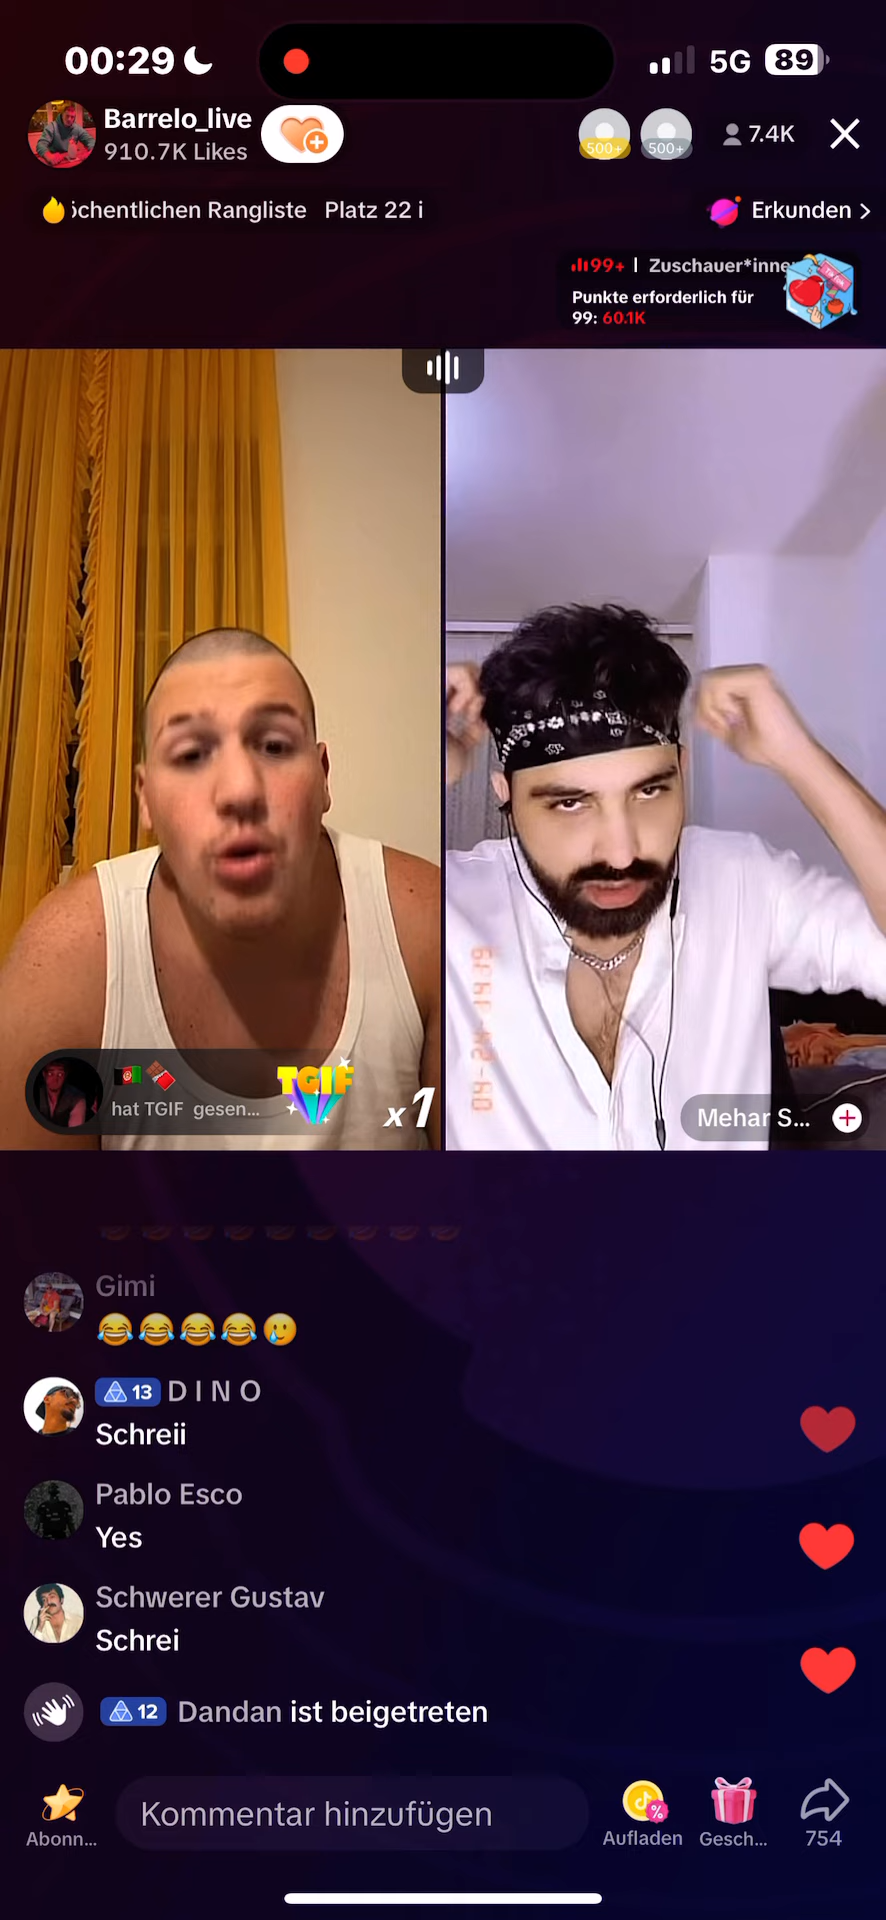 00:29
5G 89
Barrelo_live
910.7K Likes
500+ 500+ 7.4K
öchentlichen Rangliste Platz 22 i
Erkunden >
99+ | Zuschauer*inne
Punkte erforderlich für
99: 60.1K
hat TGIF gesen...
TGIF
x1
Mehar S...
Gimi
13 D I N O
Schreii
Pablo Esco
Yes
Schwerer Gustav
Schrei
12 Dandan ist beigetreten
Abonn...
Kommentar hinzufügen
Aufladen
Gesch...
754